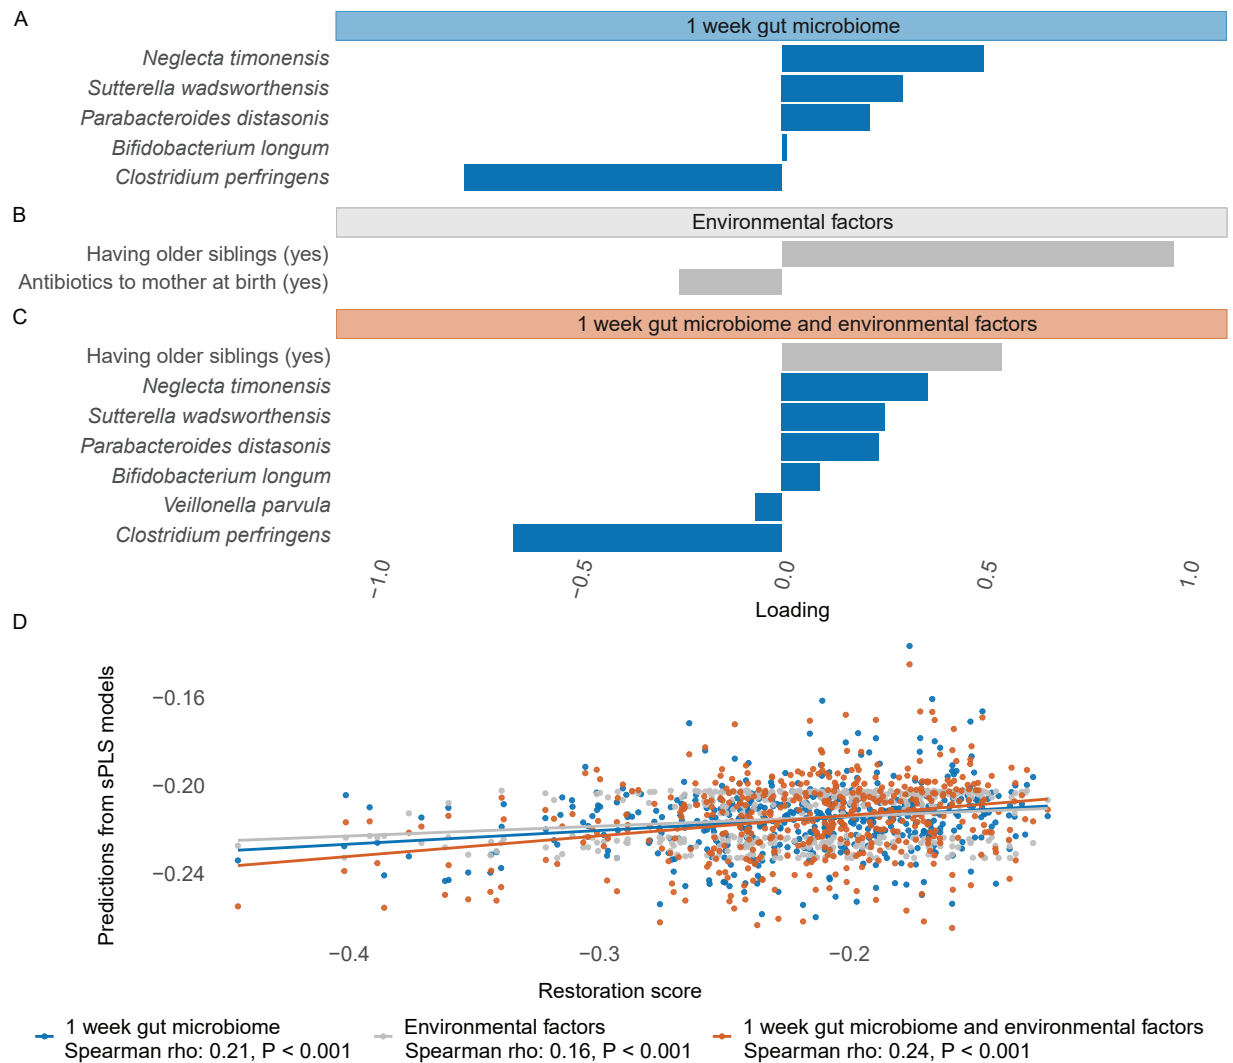 A
1 week gut microbiome
Neglecta timonensis
Sutterella wadsworthensis
Parabacteroides distasonis
Bifidobacterium longum
Clostridium perfringens
B
Environmental factors
Having older siblings (yes)
Antibiotics to mother at birth (yes)
C
1 week gut microbiome and environmental factors
Having older siblings (yes)
Neglecta timonensis
Sutterella wadsworthensis
Parabacteroides distasonis
Bifidobacterium longum
Veillonella parvula
Clostridium perfringens
−1.0 −0.5 0.0 0.5 1.0
Loading
D
Predictions from sPLS models
−0.16
−0.20
−0.24
−0.4 −0.3 −0.2
Restoration score
1 week gut microbiome
Spearman rho: 0.21, P < 0.001
Environmental factors
Spearman rho: 0.16, P < 0.001
1 week gut microbiome and environmental factors
Spearman rho: 0.24, P < 0.001